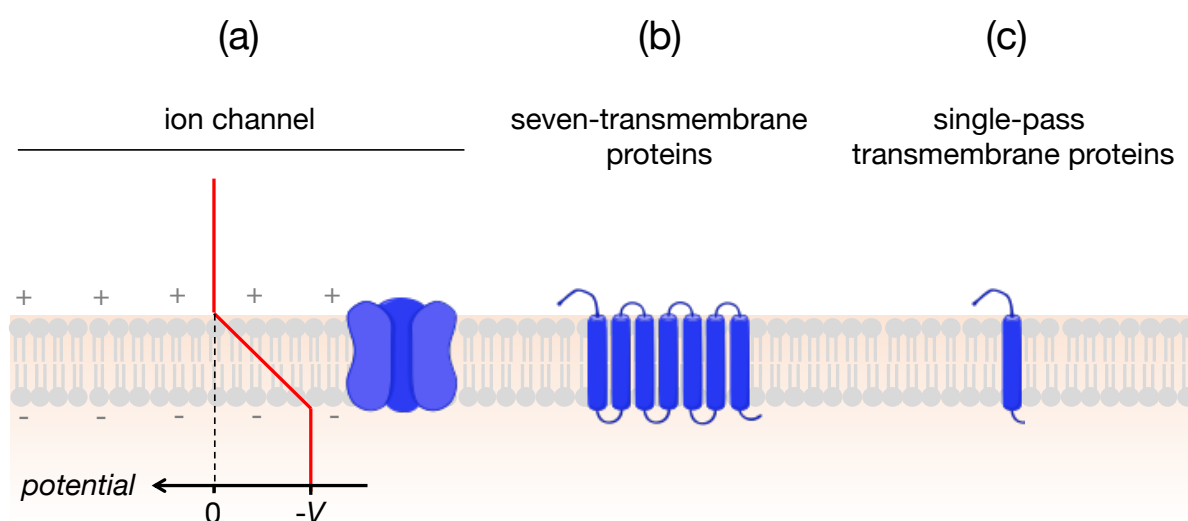 (a)
(b)
(c)
ion channel
seven-transmembrane
proteins
single-pass
transmembrane proteins
+ + + + +
- - - - -
potential
0
-V